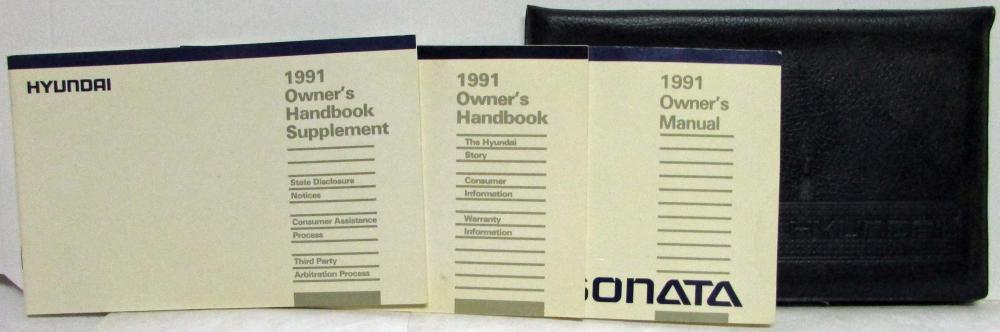 HYUNDAI
1991
Owner's
Handbook
Supplement
State Disclosure
Notices
Consumer Assistance
Process
Third Party
Arbitration Process
1991
Owner's
Handbook
The Hyundai
Story
Consumer
Information
Warranty
Information
1991
Owner's
Manual
SONATA
HYUNDAI